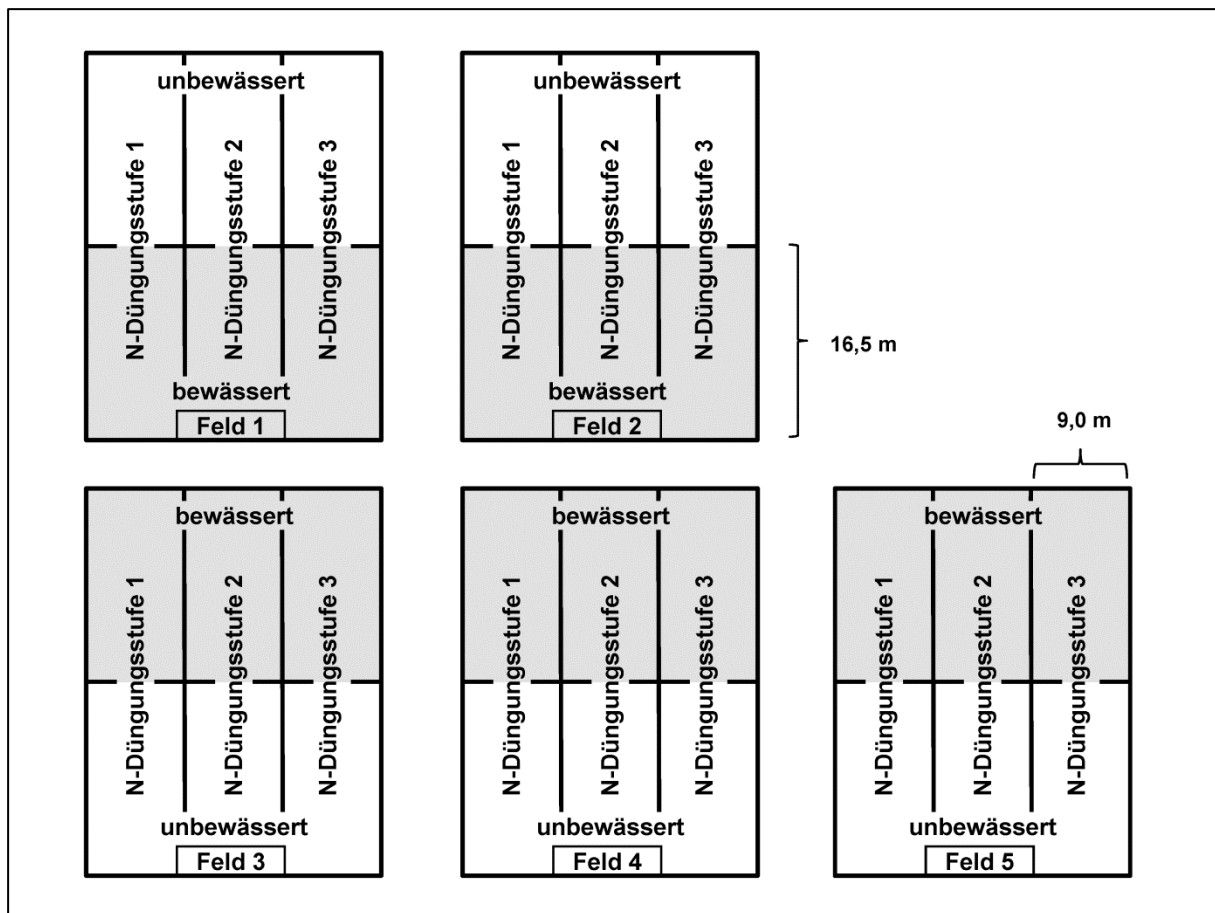 unbewässert
N-Düngungsstufe 1
N-Düngungsstufe 2
N-Düngungsstufe 3
bewässert
Feld 1
unbewässert
N-Düngungsstufe 1
N-Düngungsstufe 2
N-Düngungsstufe 3
bewässert
Feld 2
16,5 m
9,0 m
bewässert
N-Düngungsstufe 1
N-Düngungsstufe 2
N-Düngungsstufe 3
unbewässert
Feld 3
bewässert
N-Düngungsstufe 1
N-Düngungsstufe 2
N-Düngungsstufe 3
unbewässert
Feld 4
bewässert
N-Düngungsstufe 1
N-Düngungsstufe 2
N-Düngungsstufe 3
unbewässert
Feld 5